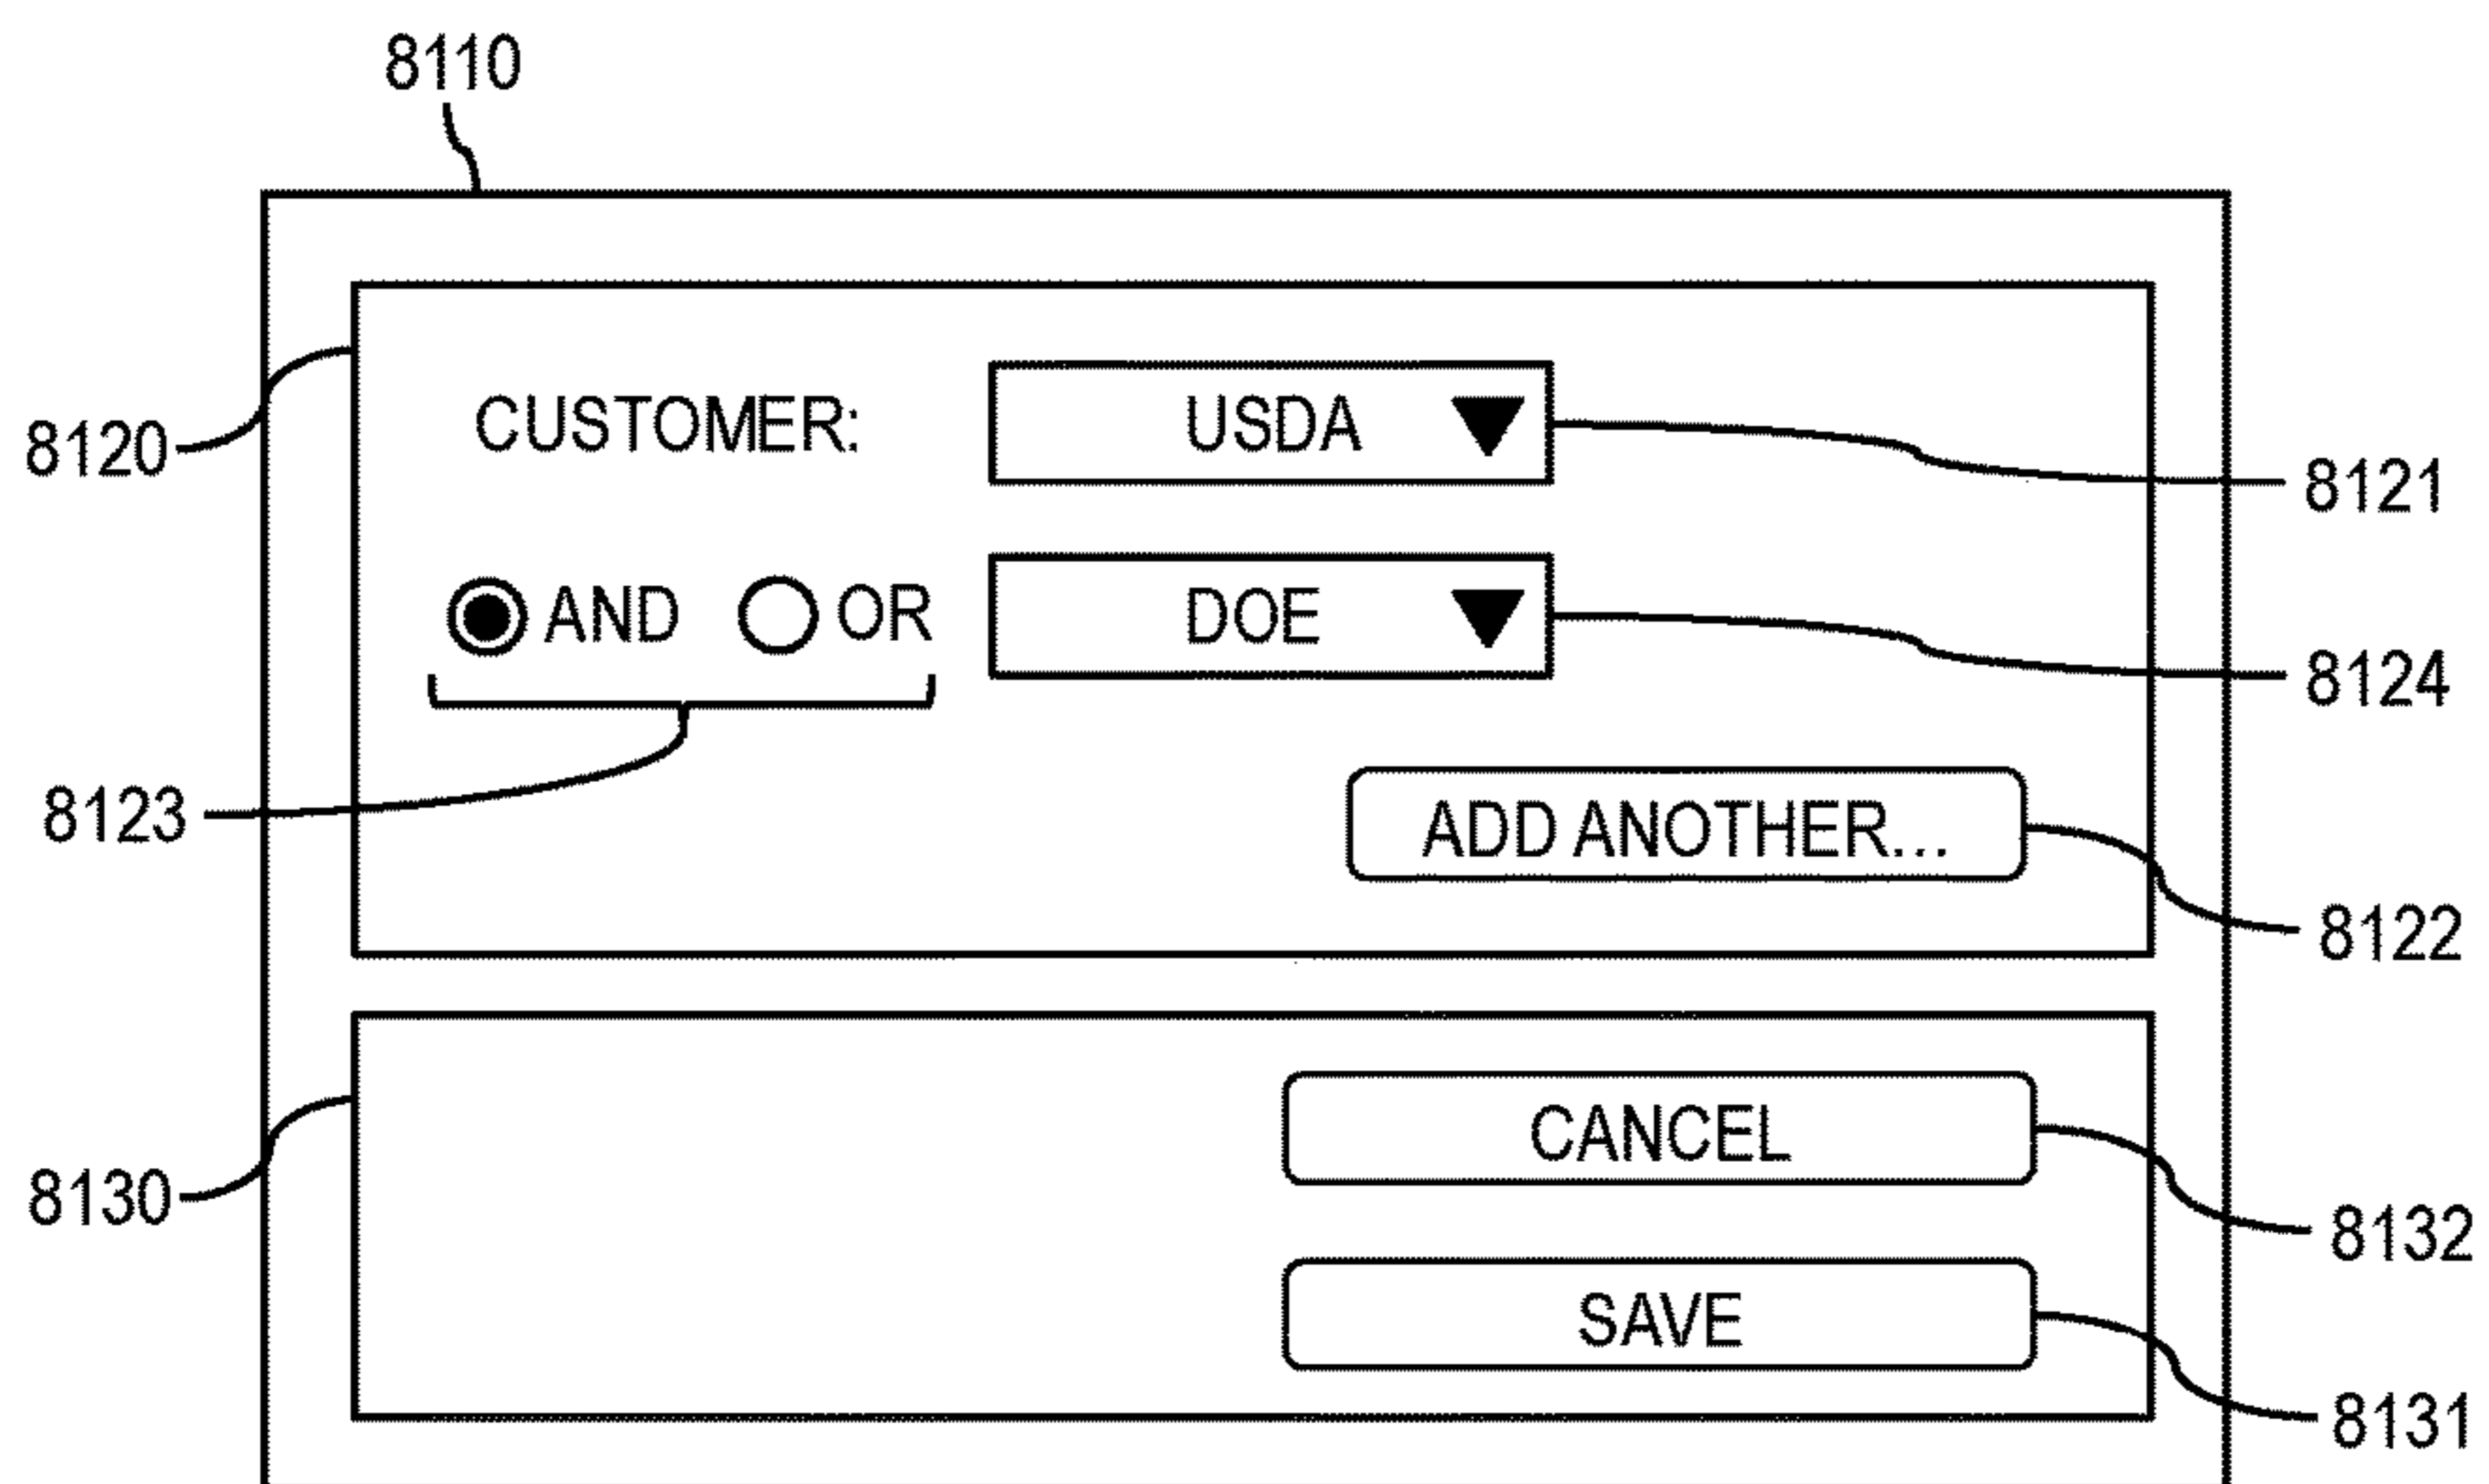 8110
CUSTOMER: USDA
8120
8121
AND OR DOE
8124
8123
ADD ANOTHER...
8122
CANCEL
8130
8132
SAVE
8131